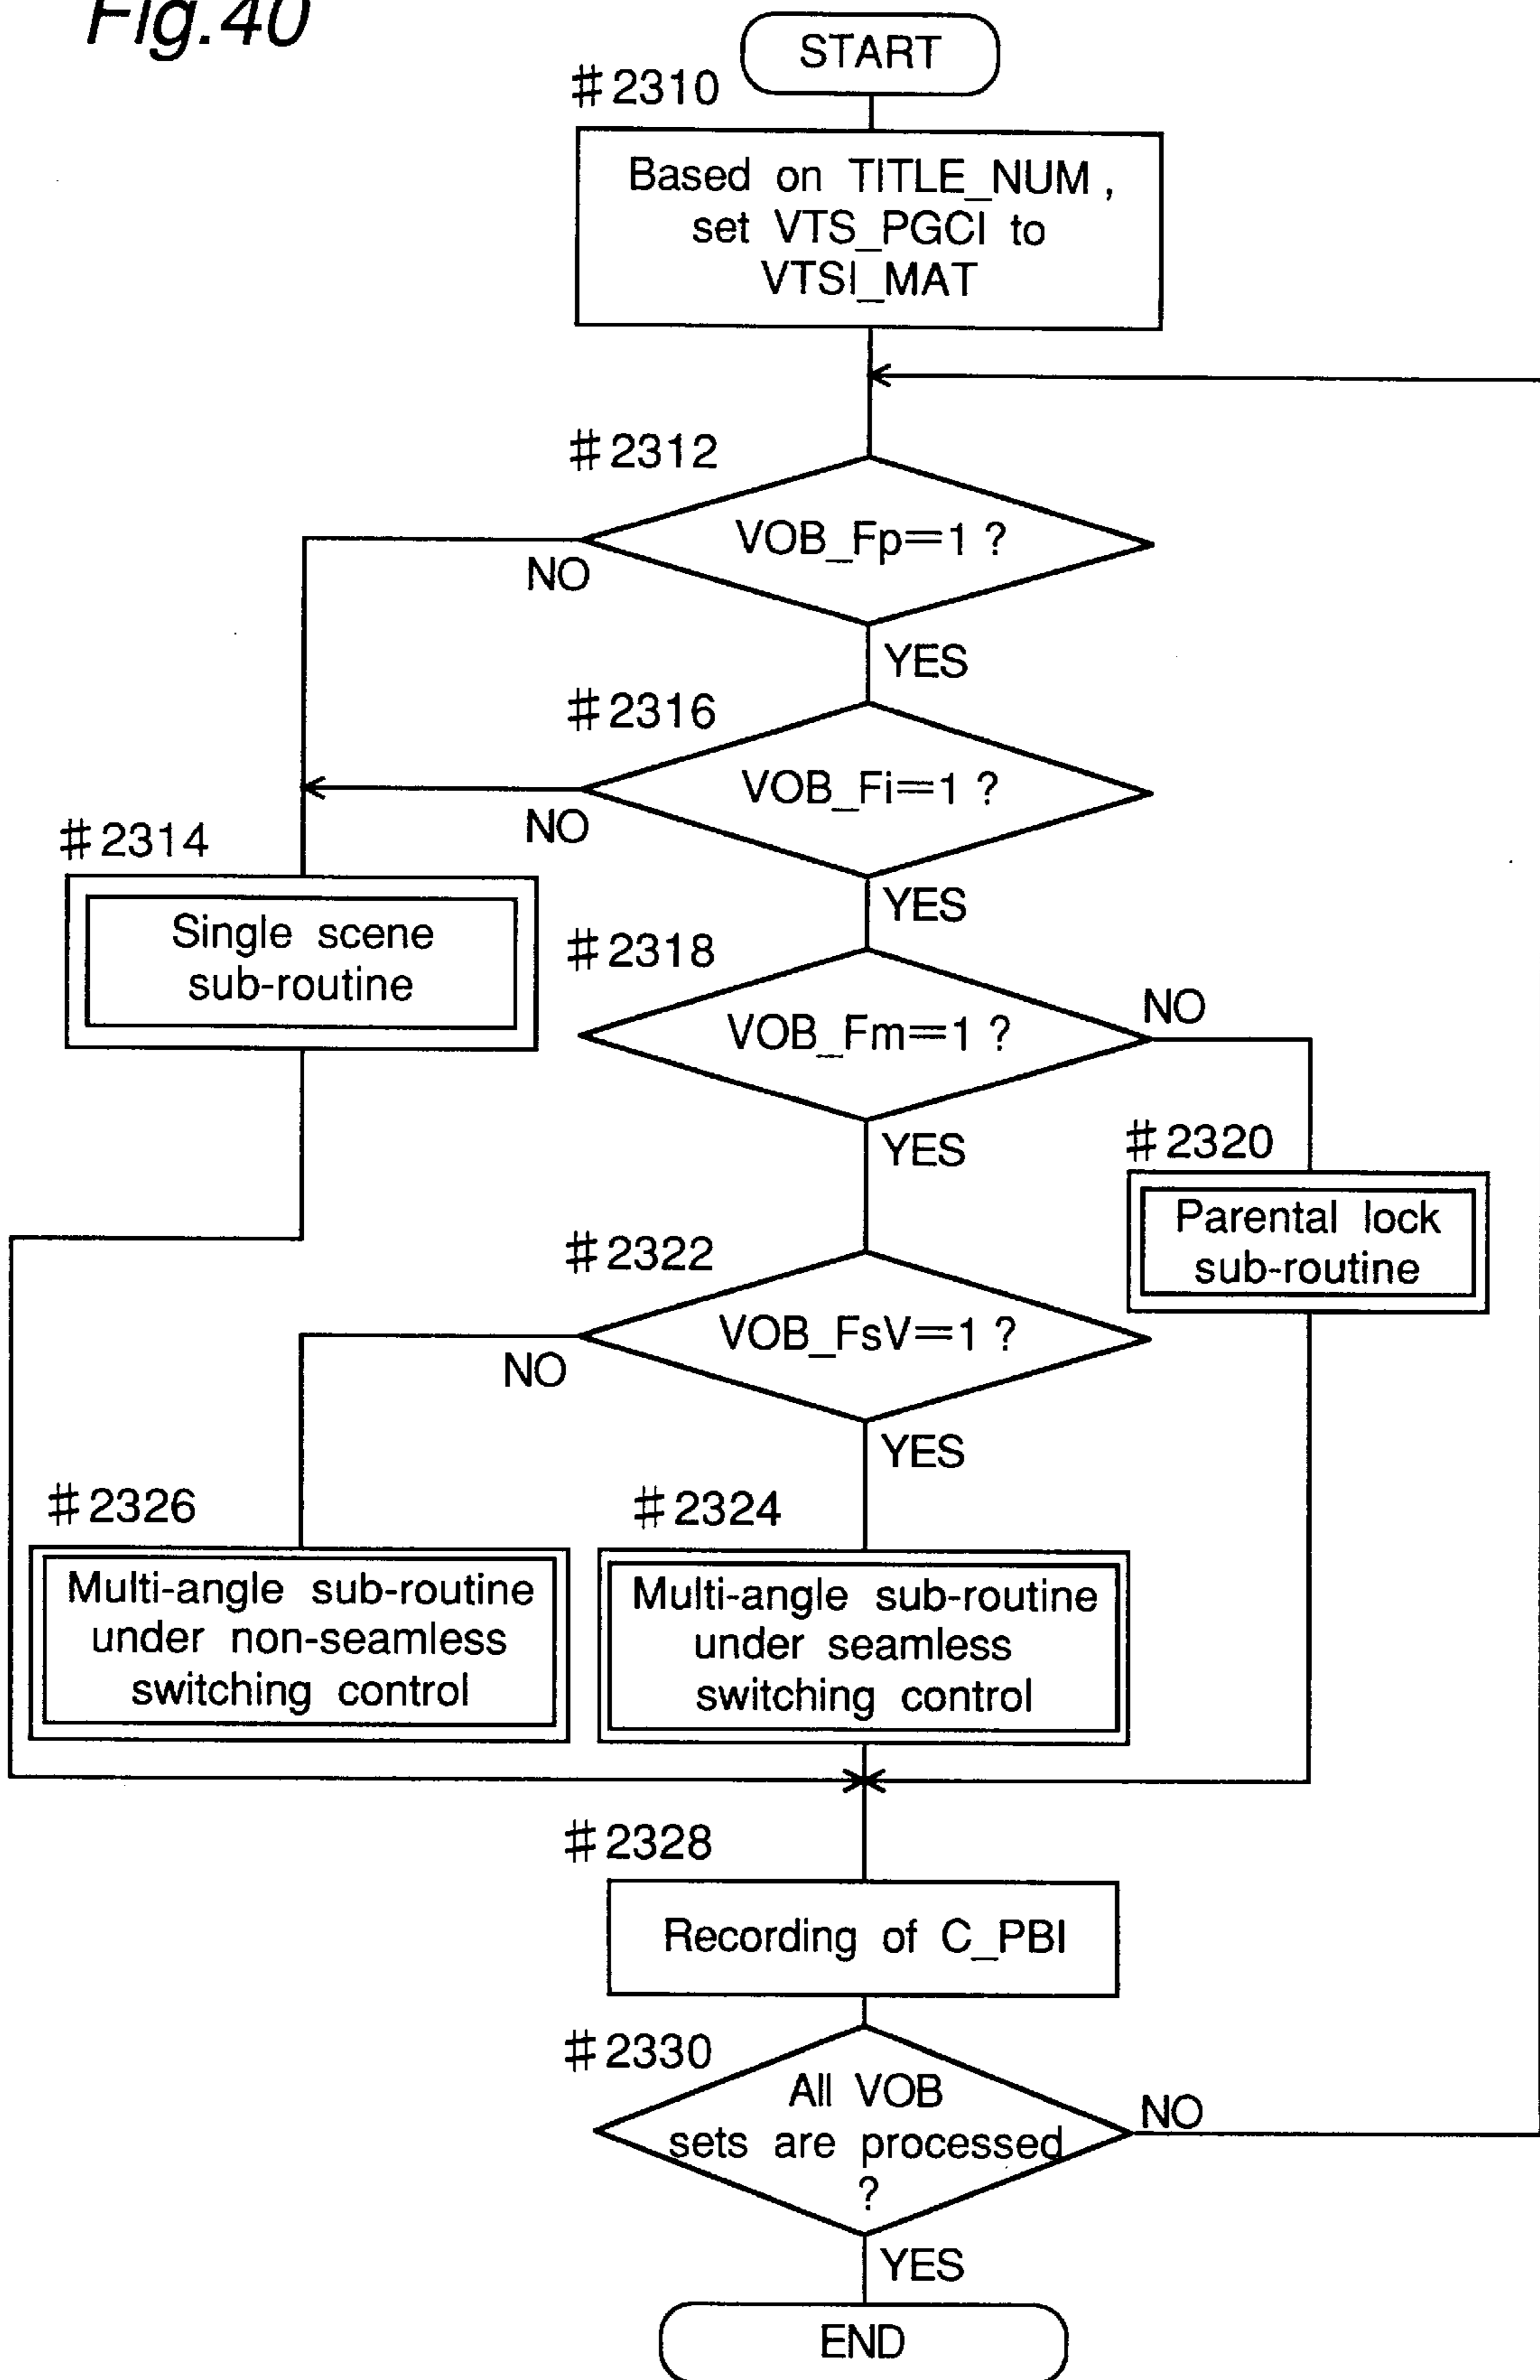 Fig.40
START
#2310
Based on TITLE_NUM,
set VTS_PGCI to
VTSI_MAT
#2312
VOB_Fp=1 ?
NO
YES
#2316
VOB_Fi=1 ?
NO
YES
#2314
Single scene
sub-routine
#2318
VOB_Fm=1 ?
NO
YES
#2320
Parental lock
sub-routine
#2322
VOB_FsV=1 ?
NO
YES
#2326
Multi-angle sub-routine
under non-seamless
switching control
#2324
Multi-angle sub-routine
under seamless
switching control
#2328
Recording of C_PBI
#2330
All VOB
sets are processed
?
NO
YES
END